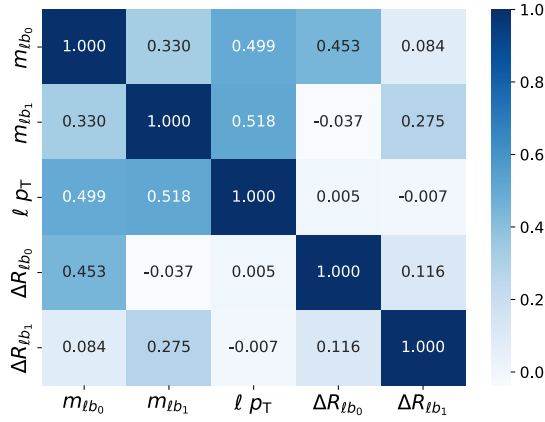 m_{ℓb_0} 1.000 0.330 0.499 0.453 0.084
m_{ℓb_1} 0.330 1.000 0.518 -0.037 0.275
ℓ p_T 0.499 0.518 1.000 0.005 -0.007
ΔR_{ℓb_0} 0.453 -0.037 0.005 1.000 0.116
ΔR_{ℓb_1} 0.084 0.275 -0.007 0.116 1.000
m_{ℓb_0} m_{ℓb_1} ℓ p_T ΔR_{ℓb_0} ΔR_{ℓb_1}
1.0
0.8
0.6
0.4
0.2
0.0